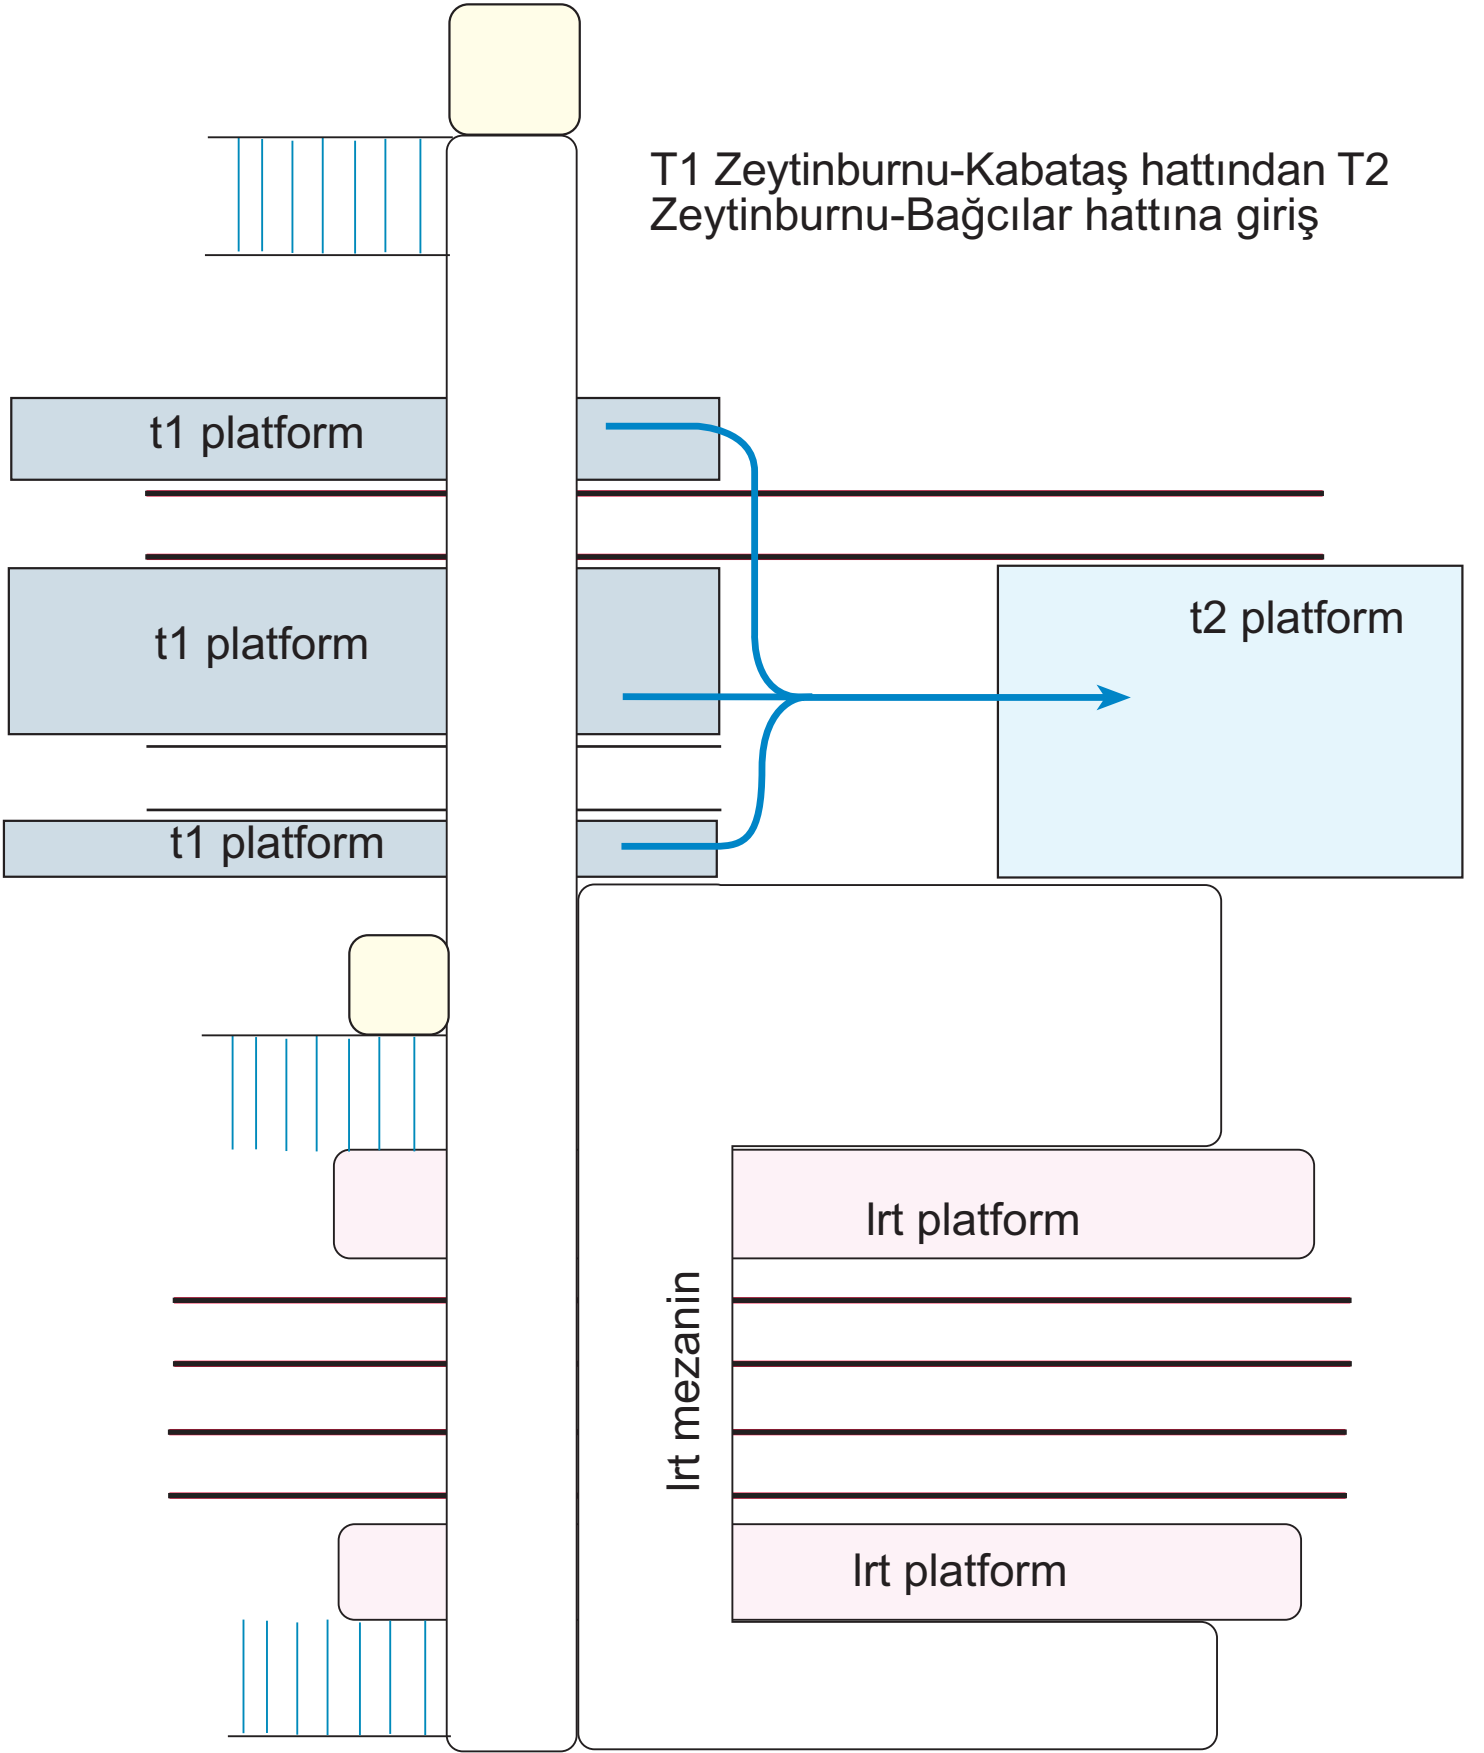 T1 Zeytinburnu-Kabataş hattından T2
Zeytinburnu-Bağcılar hattına giriş
t1 platform
t1 platform
t2 platform
t1 platform
lrt platform
lrt mezanin
lrt platform